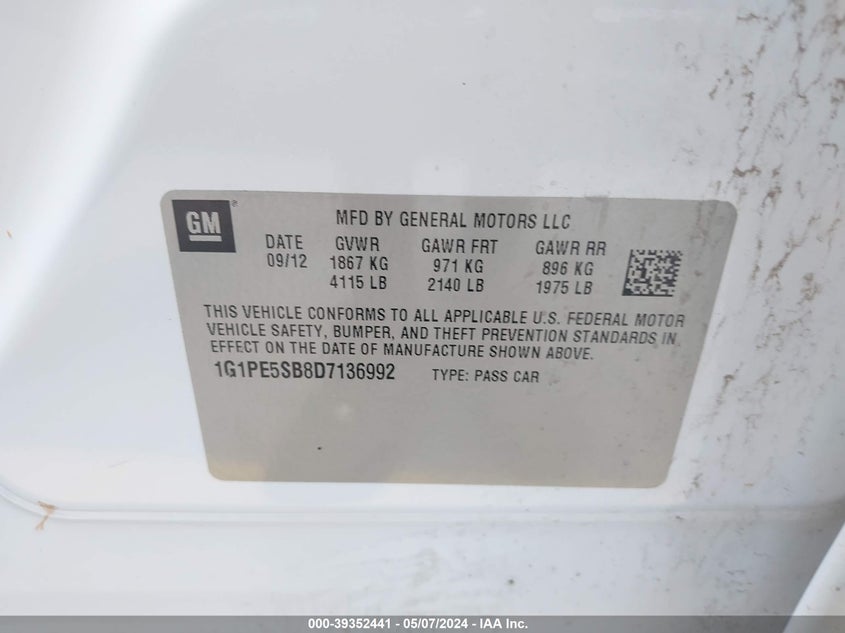 GM®
MFD BY GENERAL MOTORS LLC
DATE GVWR GAWR FRT GAWR RR
09/12 1867 KG 971 KG 896 KG
4115 LB 2140 LB 1975 LB
THIS VEHICLE CONFORMS TO ALL APPLICABLE U.S. FEDERAL MOTOR
VEHICLE SAFETY, BUMPER, AND THEFT PREVENTION STANDARDS IN
EFFECT ON THE DATE OF MANUFACTURE SHOWN ABOVE.
1G1PE5SB8D7136992 TYPE: PASS CAR
000-39352441 - 05/07/2024 - IAA Inc.